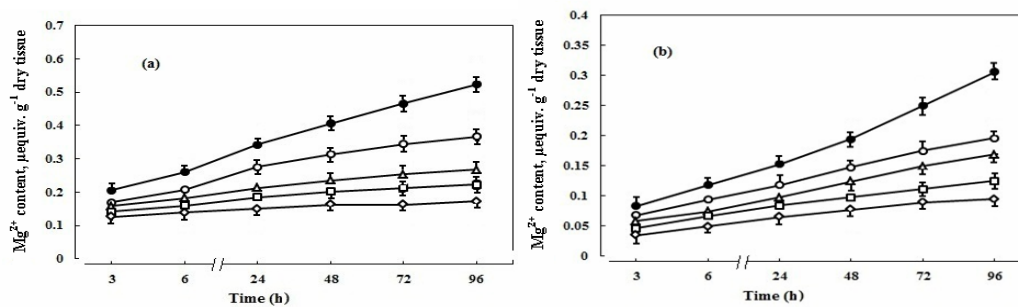 Mg²⁺ content, µequiv. g⁻¹ dry tissue
0.7
0.6
0.5
0.4
0.3
0.2
0.1
0
(a)
3 6 24 48 72 96
Time (h)
Mg²⁺ content, µequiv. g⁻¹ dry tissue
0.4
0.35
0.3
0.25
0.2
0.15
0.1
0.05
0
(b)
3 6 24 48 72 96
Time (h)